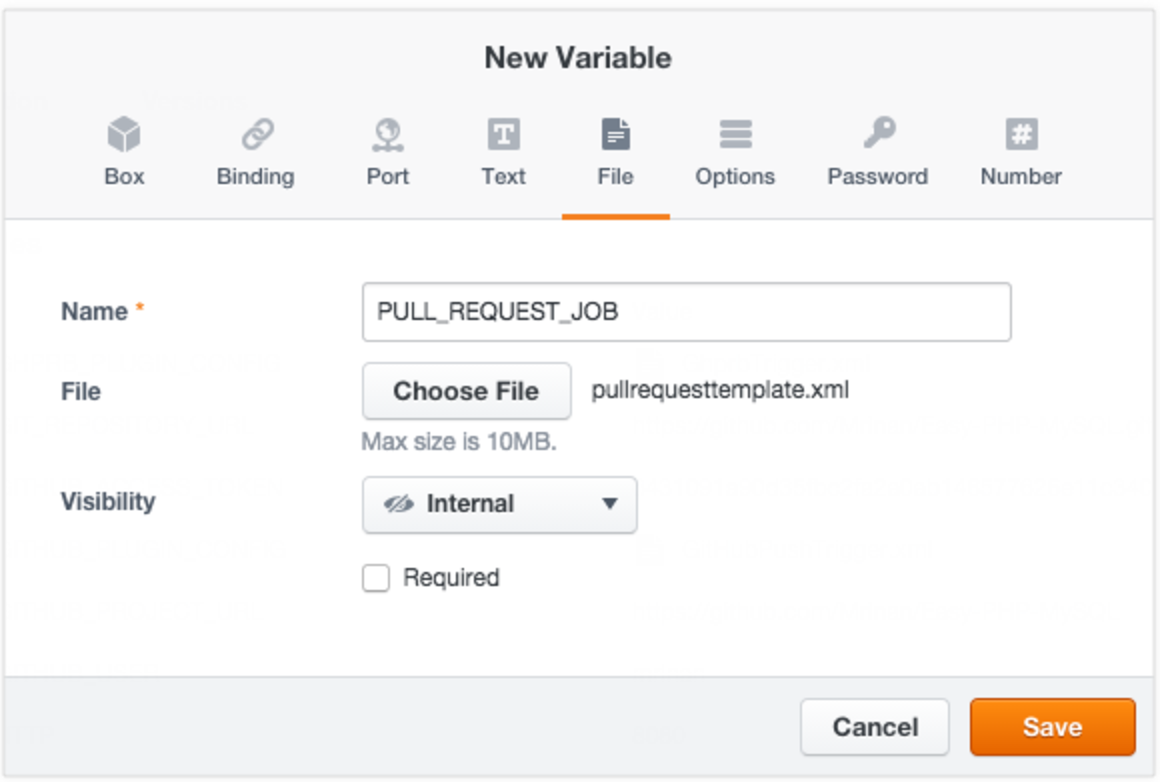 New Variable
Box Binding Port Text File Options Password Number
Name * PULL_REQUEST_JOB
File Choose File pullrequesttemplate.xml
Max size is 10MB.
Visibility Internal
Required
Cancel Save